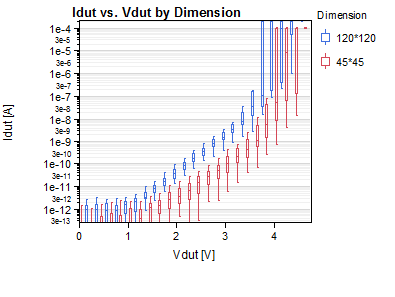 Idut vs. Vdut by Dimension
Dimension
120*120
45*45
Idut [A]
1e-4
3e-5
1e-5
3e-6
1e-6
3e-7
1e-7
3e-8
1e-8
3e-9
1e-9
3e-10
1e-10
3e-11
1e-11
3e-12
1e-12
3e-13
0
1
2
3
4
Vdut [V]